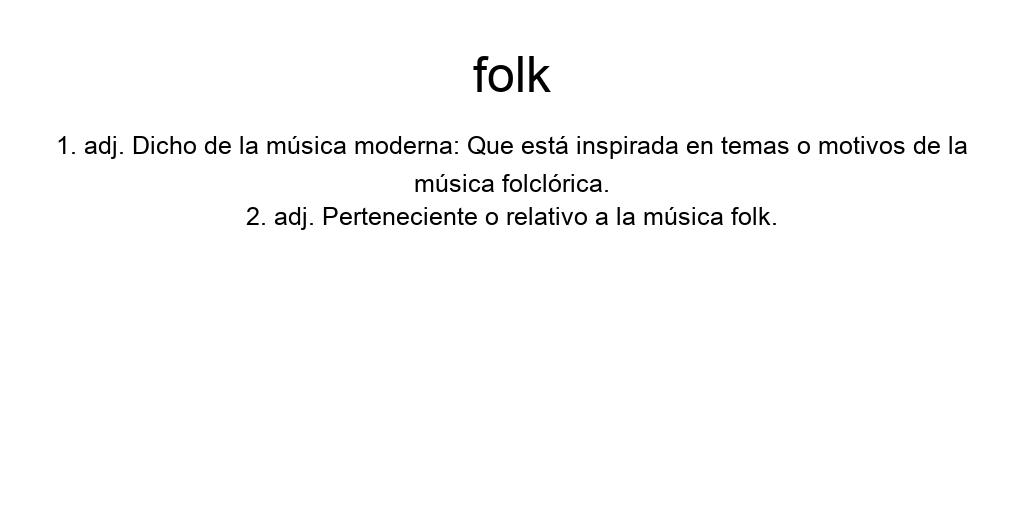 folk
1. adj. Dicho de la música moderna: Que está inspirada en temas o motivos de la
música folclórica.
2. adj. Perteneciente o relativo a la música folk.